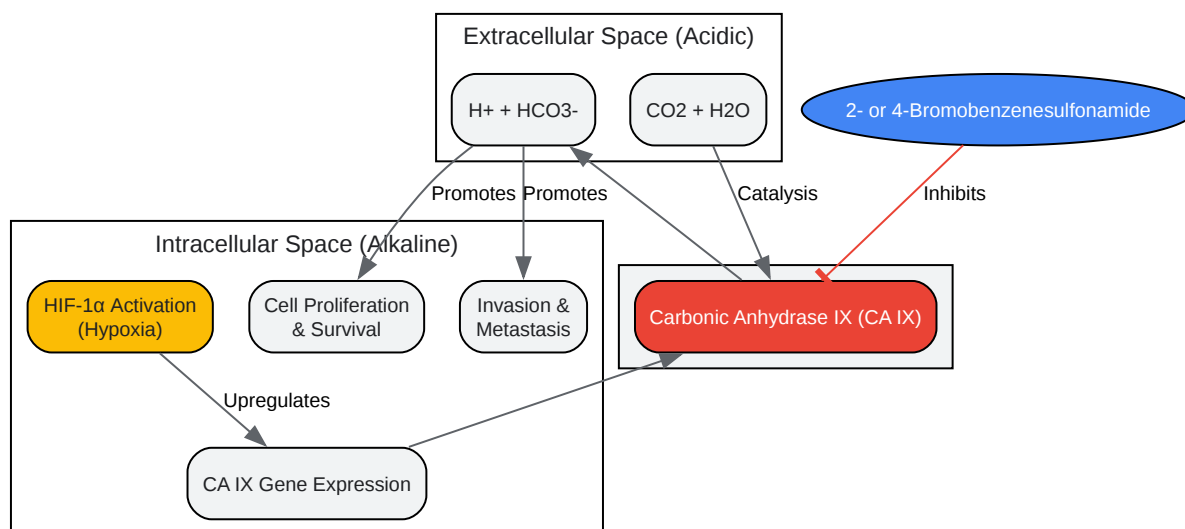 Extracellular Space (Acidic)
H+ + HCO3-
CO2 + H2O
2- or 4-Bromobenzenesulfonamide
Promotes
Promotes
Catalysis
Inhibits
Intracellular Space (Alkaline)
HIF-1α Activation
(Hypoxia)
Cell Proliferation
& Survival
Invasion &
Metastasis
Carbonic Anhydrase IX (CA IX)
Upregulates
CA IX Gene Expression